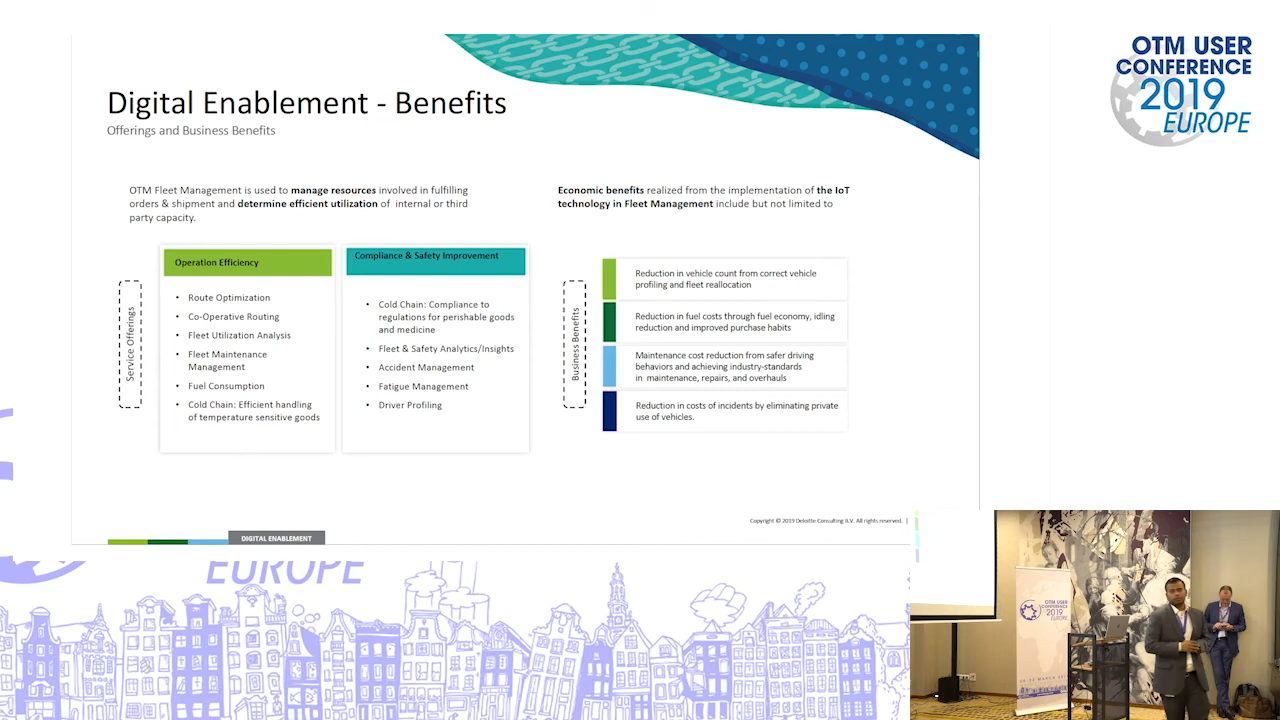 Digital Enablement - Benefits
Offerings and Business Benefits
OTM Fleet Management is used to manage resources involved in fulfilling
orders & shipment and determine efficient utilization of internal or third
party capacity.
Service Offerings
Operation Efficiency
• Route Optimization
• Co-Operative Routing
• Fleet Utilization Analysis
• Fleet Maintenance
Management
• Fuel Consumption
• Cold Chain: Efficient handling
of temperature sensitive goods
Compliance & Safety Improvement
• Cold Chain: Compliance to
regulations for perishable goods
and medicine
• Fleet & Safety Analytics/Insights
• Accident Management
• Fatigue Management
• Driver Profiling
Economic benefits realized from the implementation of the IoT
technology in Fleet Management include but not limited to
Business Benefits
Reduction in vehicle count from correct vehicle
profiling and fleet reallocation
Reduction in fuel costs through fuel economy, idling
reduction and improved purchase habits
Maintenance cost reduction from safer driving
behaviors and achieving industry-standards
in maintenance, repairs, and overhauls
Reduction in costs of incidents by eliminating private
use of vehicles.
Copyright © 2019 Deloitte Consulting B.V. All rights reserved. |
DIGITAL ENABLEMENT
OTM USER
CONFERENCE
2019
EUROPE
EUROPE
OTM USER
CONFERENCE
2019
EUROPE